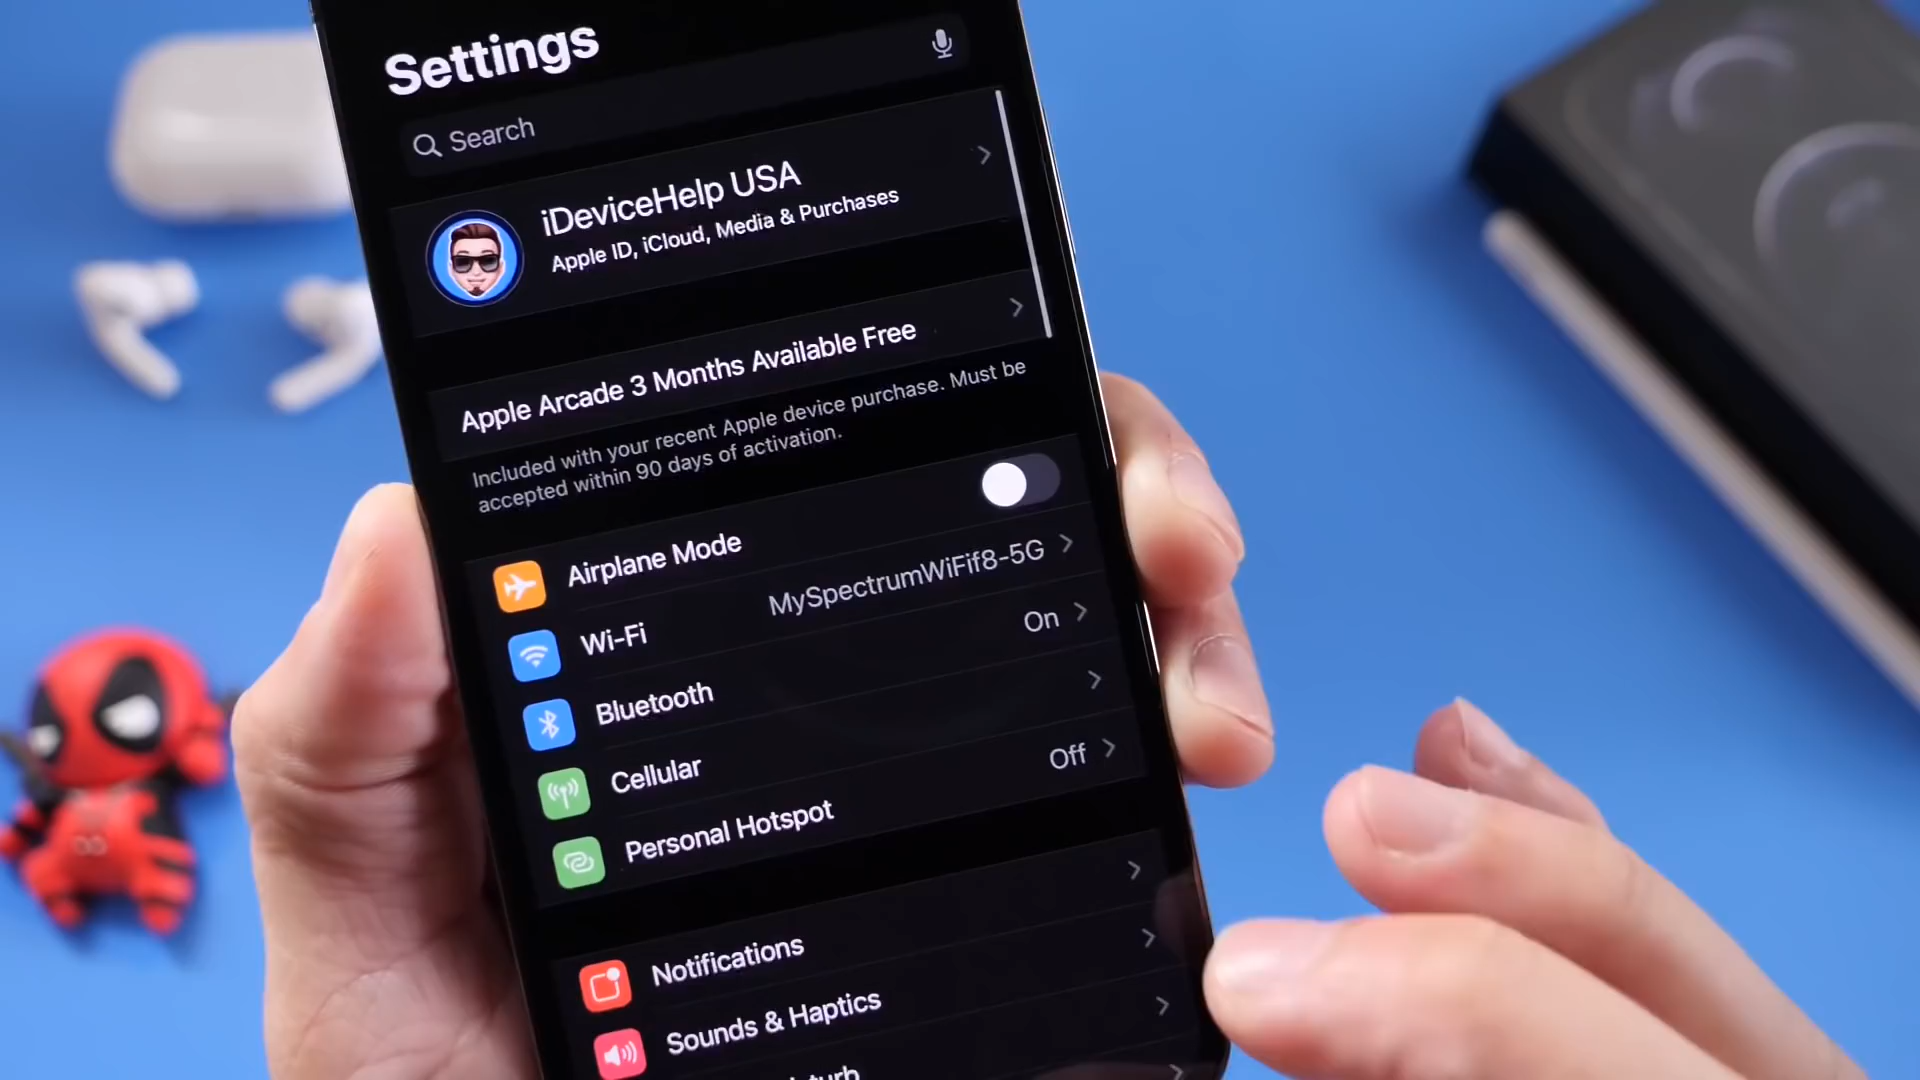 Settings
Search
iDeviceHelp USA
Apple ID, iCloud, Media & Purchases
Apple Arcade 3 Months Available Free
Included with your recent Apple device purchase. Must be
accepted within 90 days of activation.
Airplane Mode
Wi-Fi MySpectrumWiFif8-5G
Bluetooth On
Cellular
Personal Hotspot Off
Notifications
Sounds & Haptics